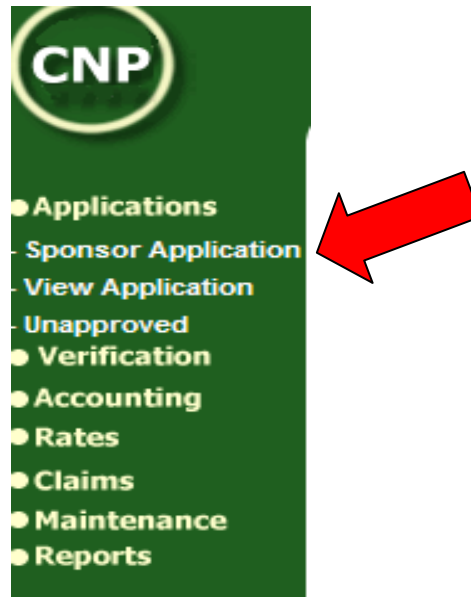 CNP
Applications
- Sponsor Application
- View Application
- Unapproved
Verification
Accounting
Rates
Claims
Maintenance
Reports